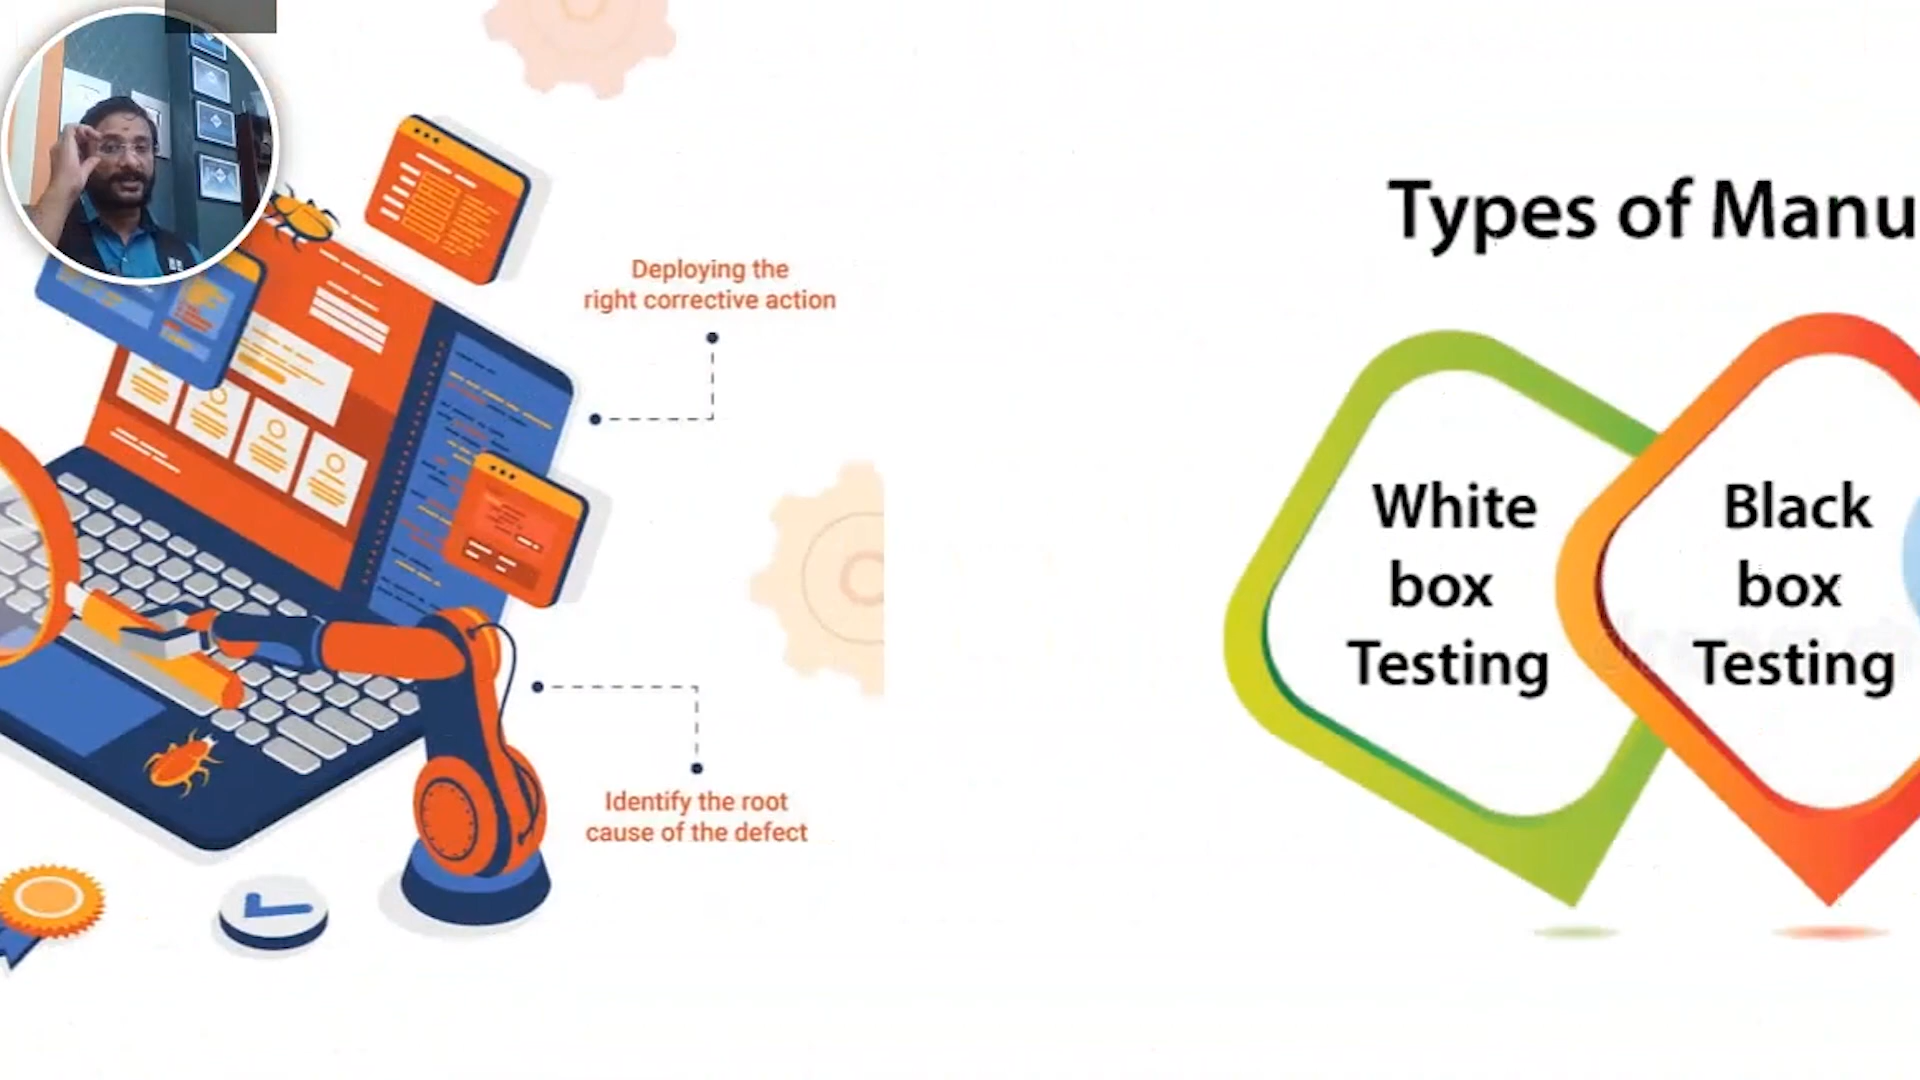 Deploying the
right corrective action
Identify the root
cause of the defect
Types of Manu
White
box
Testing
Black
box
Testing